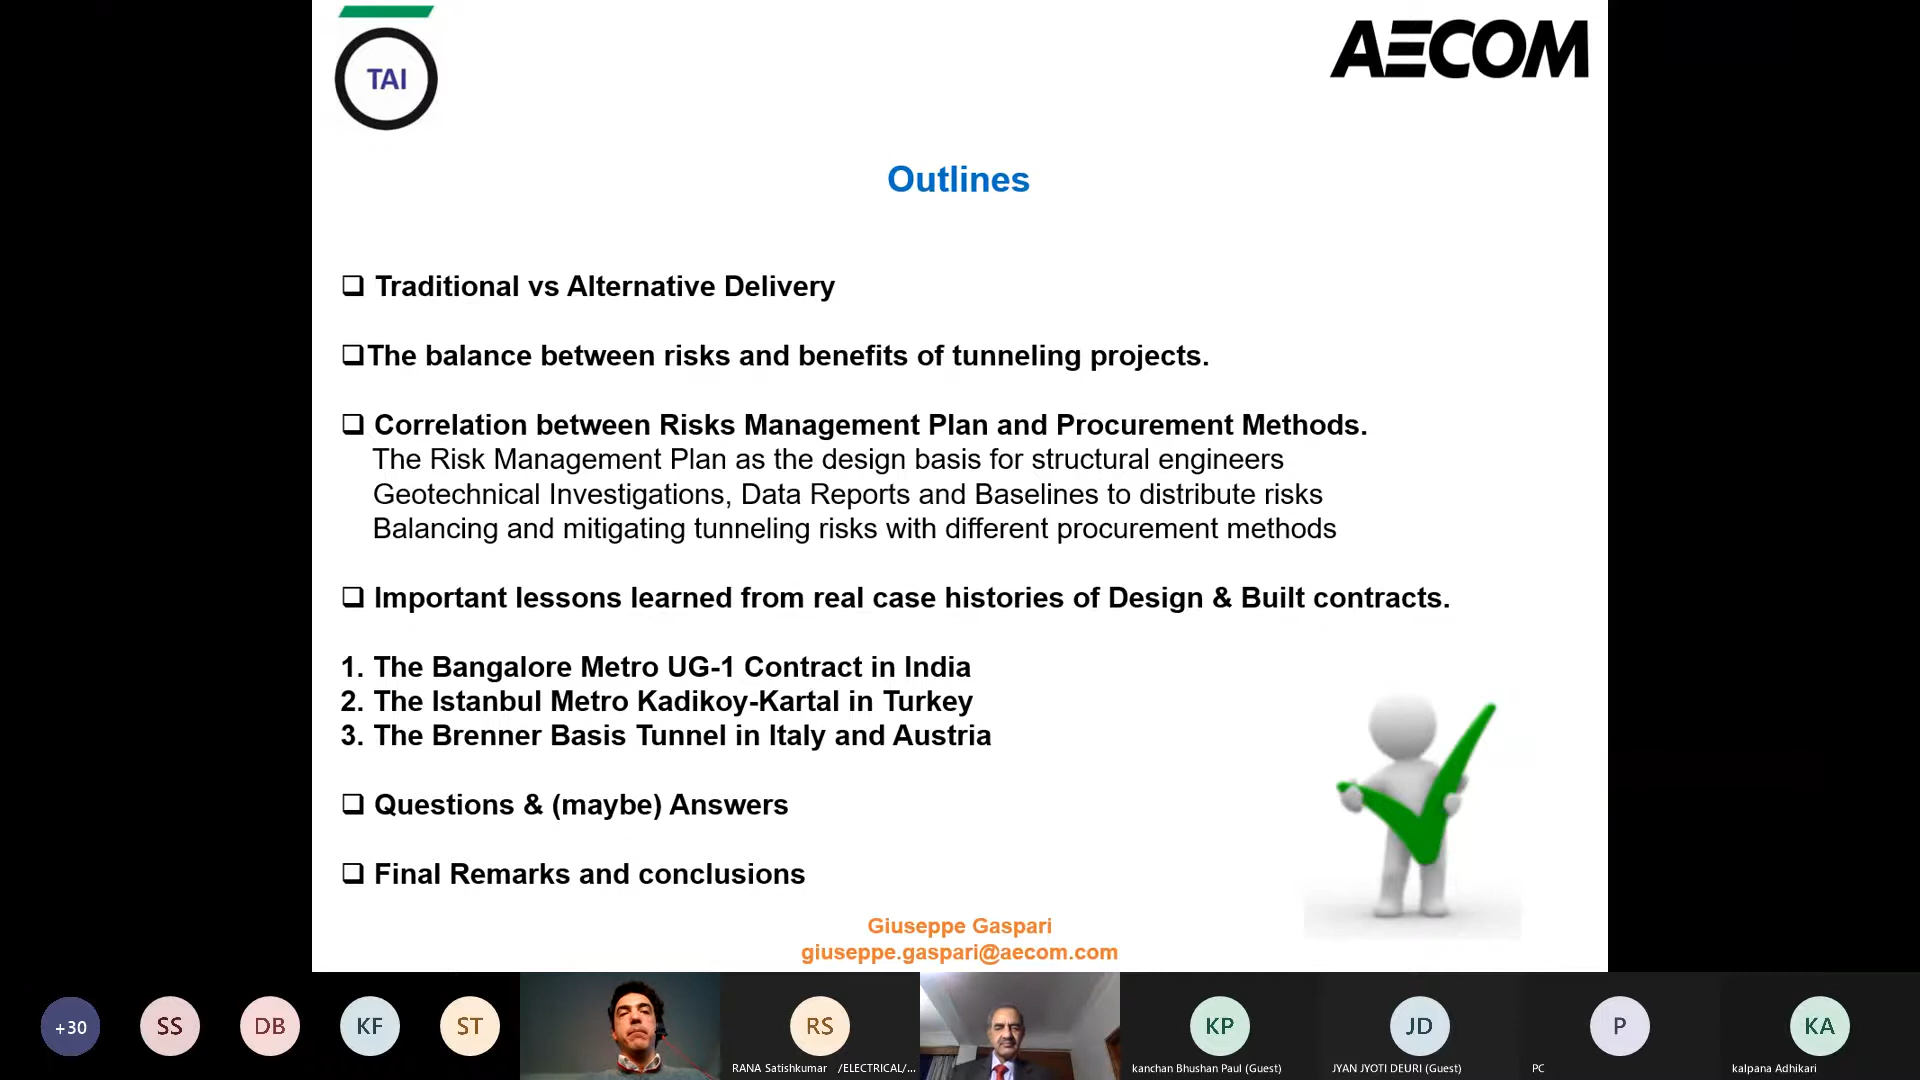 TAI
AECOM
Outlines
❑ Traditional vs Alternative Delivery
❑The balance between risks and benefits of tunneling projects.
❑ Correlation between Risks Management Plan and Procurement Methods.
The Risk Management Plan as the design basis for structural engineers
Geotechnical Investigations, Data Reports and Baselines to distribute risks
Balancing and mitigating tunneling risks with different procurement methods
❑ Important lessons learned from real case histories of Design & Built contracts.
1. The Bangalore Metro UG-1 Contract in India
2. The Istanbul Metro Kadikoy-Kartal in Turkey
3. The Brenner Basis Tunnel in Italy and Austria
❑ Questions & (maybe) Answers
❑ Final Remarks and conclusions
Giuseppe Gaspari
giuseppe.gaspari@aecom.com
+30
SS
DB
KF
ST
RS
RANA Satishkumar /ELECTRICAL/...
KP
kanchan Bhushan Paul (Guest)
JD
JYAN JYOTI DEURI (Guest)
P
PC
KA
kalpana Adhikari